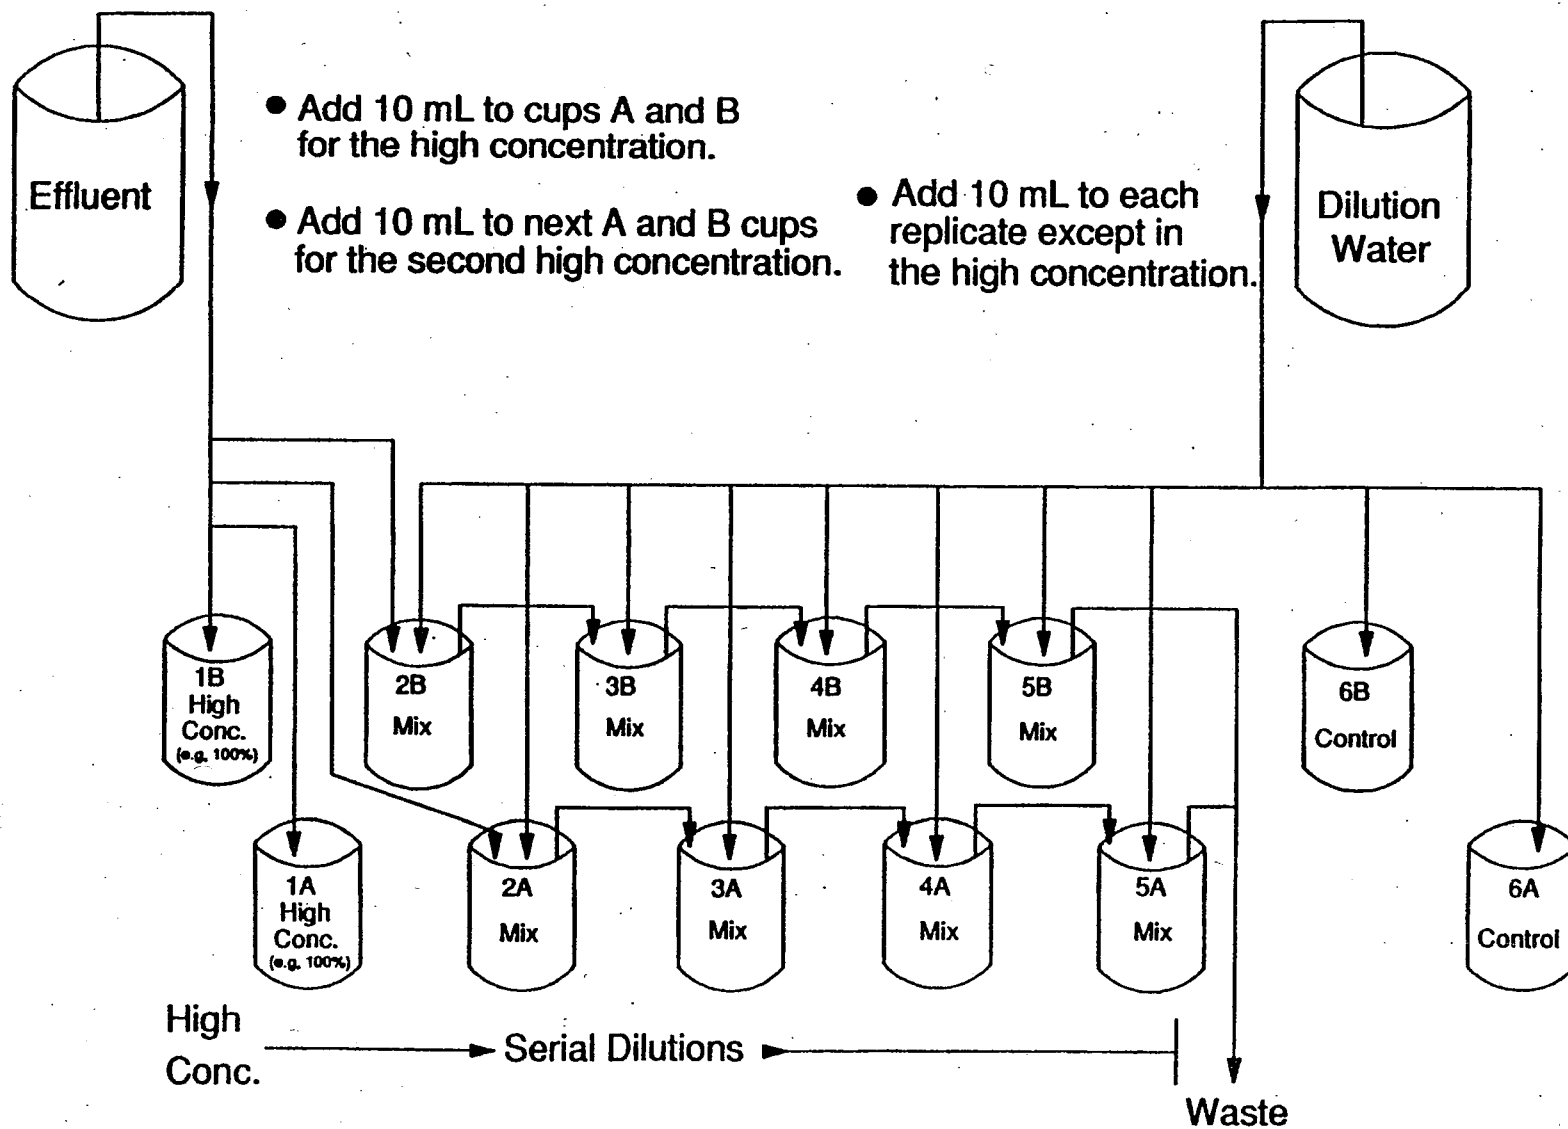 Effluent
● Add 10 mL to cups A and B
for the high concentration.
● Add 10 mL to next A and B cups
for the second high concentration.
● Add 10 mL to each
replicate except in
the high concentration.
Dilution
Water
1B
High
Conc.
(e.g, 100%)
2B
Mix
3B
Mix
4B
Mix
5B
Mix
6B
Control
1A
High
Conc.
(e.g, 100%)
2A
Mix
3A
Mix
4A
Mix
5A
Mix
6A
Control
High
Conc.
Serial Dilutions
Waste